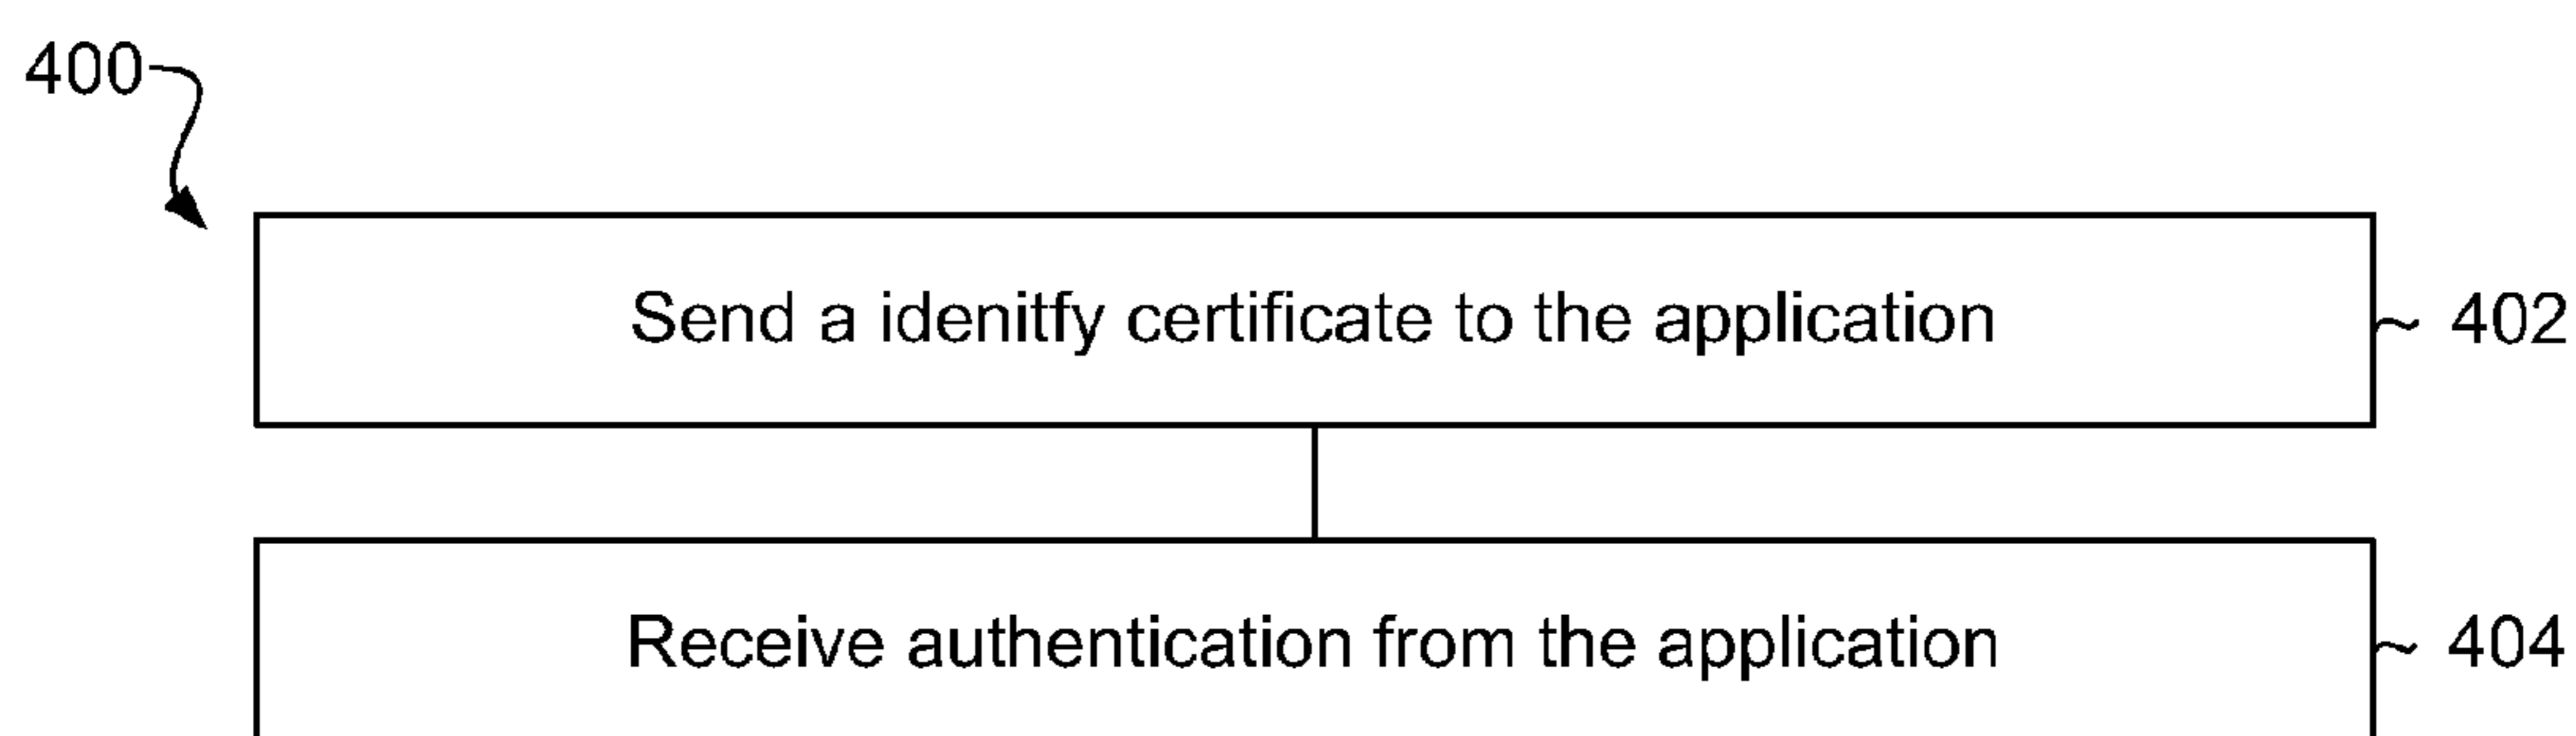 400
Send a idenitfy certificate to the application
402
Receive authentication from the application
404